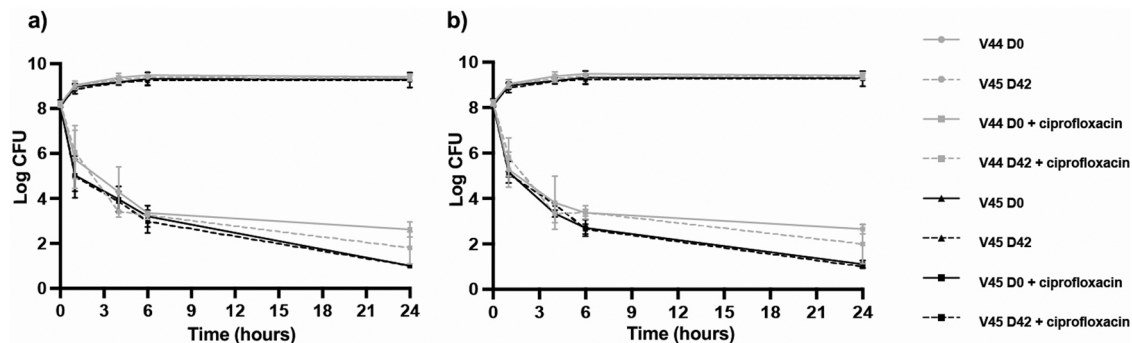 a)
10
8
6
4
2
0
Log CFU
0 3 6 9 12 15 18 21 24
Time (hours)
b)
10
8
6
4
2
0
Log CFU
0 3 6 9 12 15 18 21 24
Time (hours)
V44 D0
V45 D42
V44 D0 + ciprofloxacin
V44 D42 + ciprofloxacin
V45 D0
V45 D42
V45 D0 + ciprofloxacin
V45 D42 + ciprofloxacin